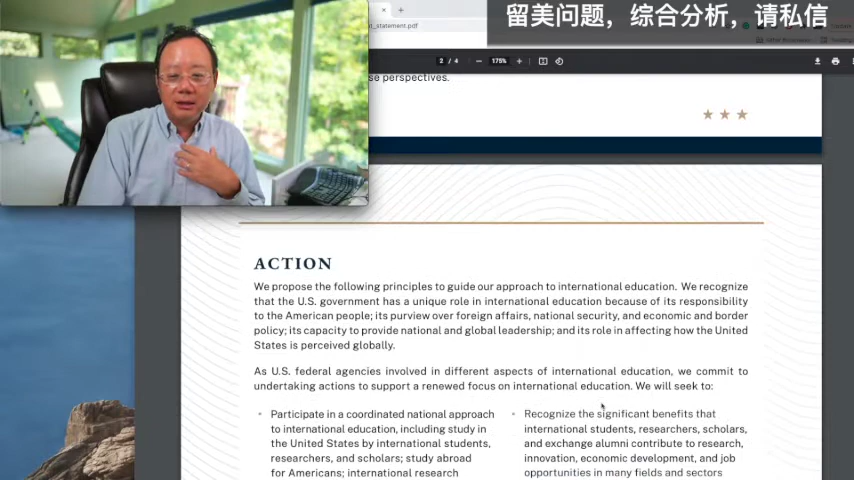 留美问题，综合分析，请私信
_statement.pdf
2 / 4
175%
se perspectives.
ACTION
We propose the following principles to guide our approach to international education. We recognize
that the U.S. government has a unique role in international education because of its responsibility
to the American people; its purview over foreign affairs, national security, and economic and border
policy; its capacity to provide national and global leadership; and its role in affecting how the United
States is perceived globally.
As U.S. federal agencies involved in different aspects of international education, we commit to
undertaking actions to support a renewed focus on international education. We will seek to:
• Participate in a coordinated national approach
to international education, including study in
the United States by international students,
researchers, and scholars; study abroad
for Americans; international research
• Recognize the significant benefits that
international students, researchers, scholars,
and exchange alumni contribute to research,
innovation, economic development, and job
opportunities in many fields and sectors